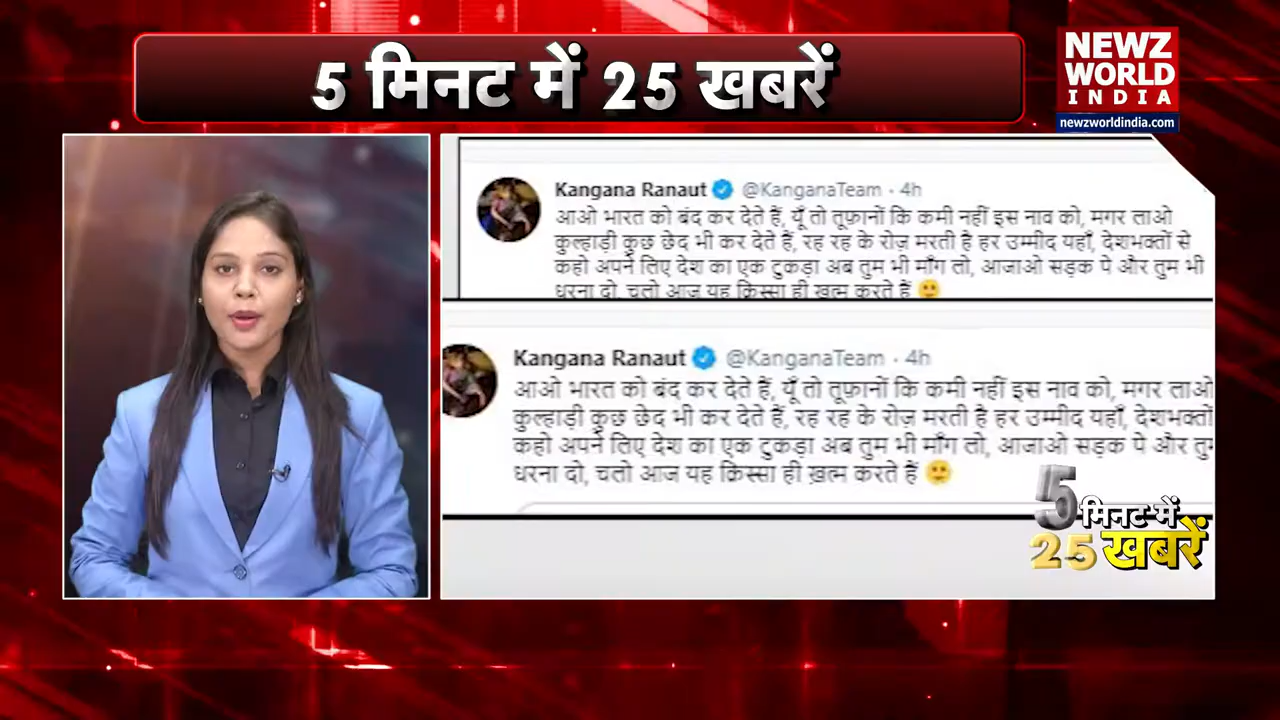 5 मिनट में 25 खबरें
NEWZ
WORLD
INDIA
newzworldindia.com
Kangana Ranaut @KanganaTeam · 4h
आओ भारत को बंद कर देते हैं, यूँ तो तूफ़ानों कि कमी नहीं इस नाव को, मगर लाओ
कुल्हाड़ी कुछ छेद भी कर देते हैं, रह रह के रोज़ मरती है हर उम्मीद यहाँ, देशभक्तों से
कहो अपने लिए देश का एक टुकड़ा अब तुम भी माँग लो, आजाओ सड़क पे और तुम भी
धरना दो, चलो आज यह क़िस्सा ही ख़त्म करते हैं
Kangana Ranaut @KanganaTeam · 4h
आओ भारत को बंद कर देते हैं, यूँ तो तूफ़ानों कि कमी नहीं इस नाव को, मगर लाओ
कुल्हाड़ी कुछ छेद भी कर देते हैं, रह रह के रोज़ मरती है हर उम्मीद यहाँ, देशभक्तों
कहो अपने लिए देश का एक टुकड़ा अब तुम भी माँग लो, आजाओ सड़क पे और तुम
धरना दो, चलो आज यह क़िस्सा ही ख़त्म करते हैं
5 मिनट में
25 खबरें